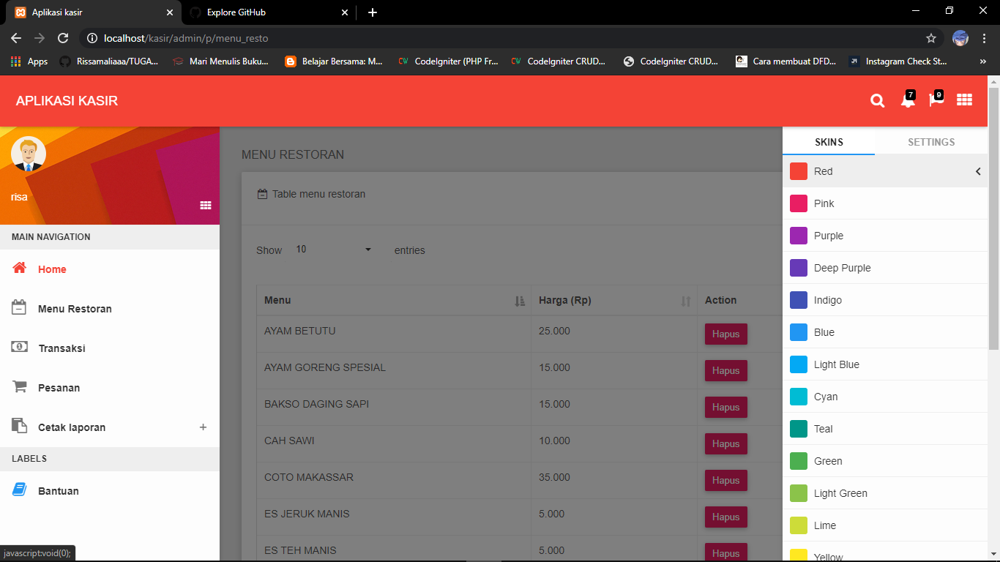 Aplikasi kasir
Explore GitHub
localhost/kasir/admin/p/menu_resto
Apps
Rissamaliaaa/TUGA...
Mari Menulis Buku...
Belajar Bersama: M...
CodeIgniter (PHP Fr...
CodeIgniter CRUD...
CodeIgniter CRUD...
Cara membuat DFD...
Instagram Check St...
APLIKASI KASIR
7
9
risa
MAIN NAVIGATION
Home
Menu Restoran
Transaksi
Pesanan
Cetak laporan
LABELS
Bantuan
javascript:void(0);
MENU RESTORAN
Table menu restoran
Show 10 entries
Menu Harga (Rp) Action
AYAM BETUTU 25.000 Hapus
AYAM GORENG SPESIAL 15.000 Hapus
BAKSO DAGING SAPI 15.000 Hapus
CAH SAWI 10.000 Hapus
COTO MAKASSAR 35.000 Hapus
ES JERUK MANIS 5.000 Hapus
ES TEH MANIS 5.000 Hapus
SKINS SETTINGS
Red
Pink
Purple
Deep Purple
Indigo
Blue
Light Blue
Cyan
Teal
Green
Light Green
Lime
Yellow